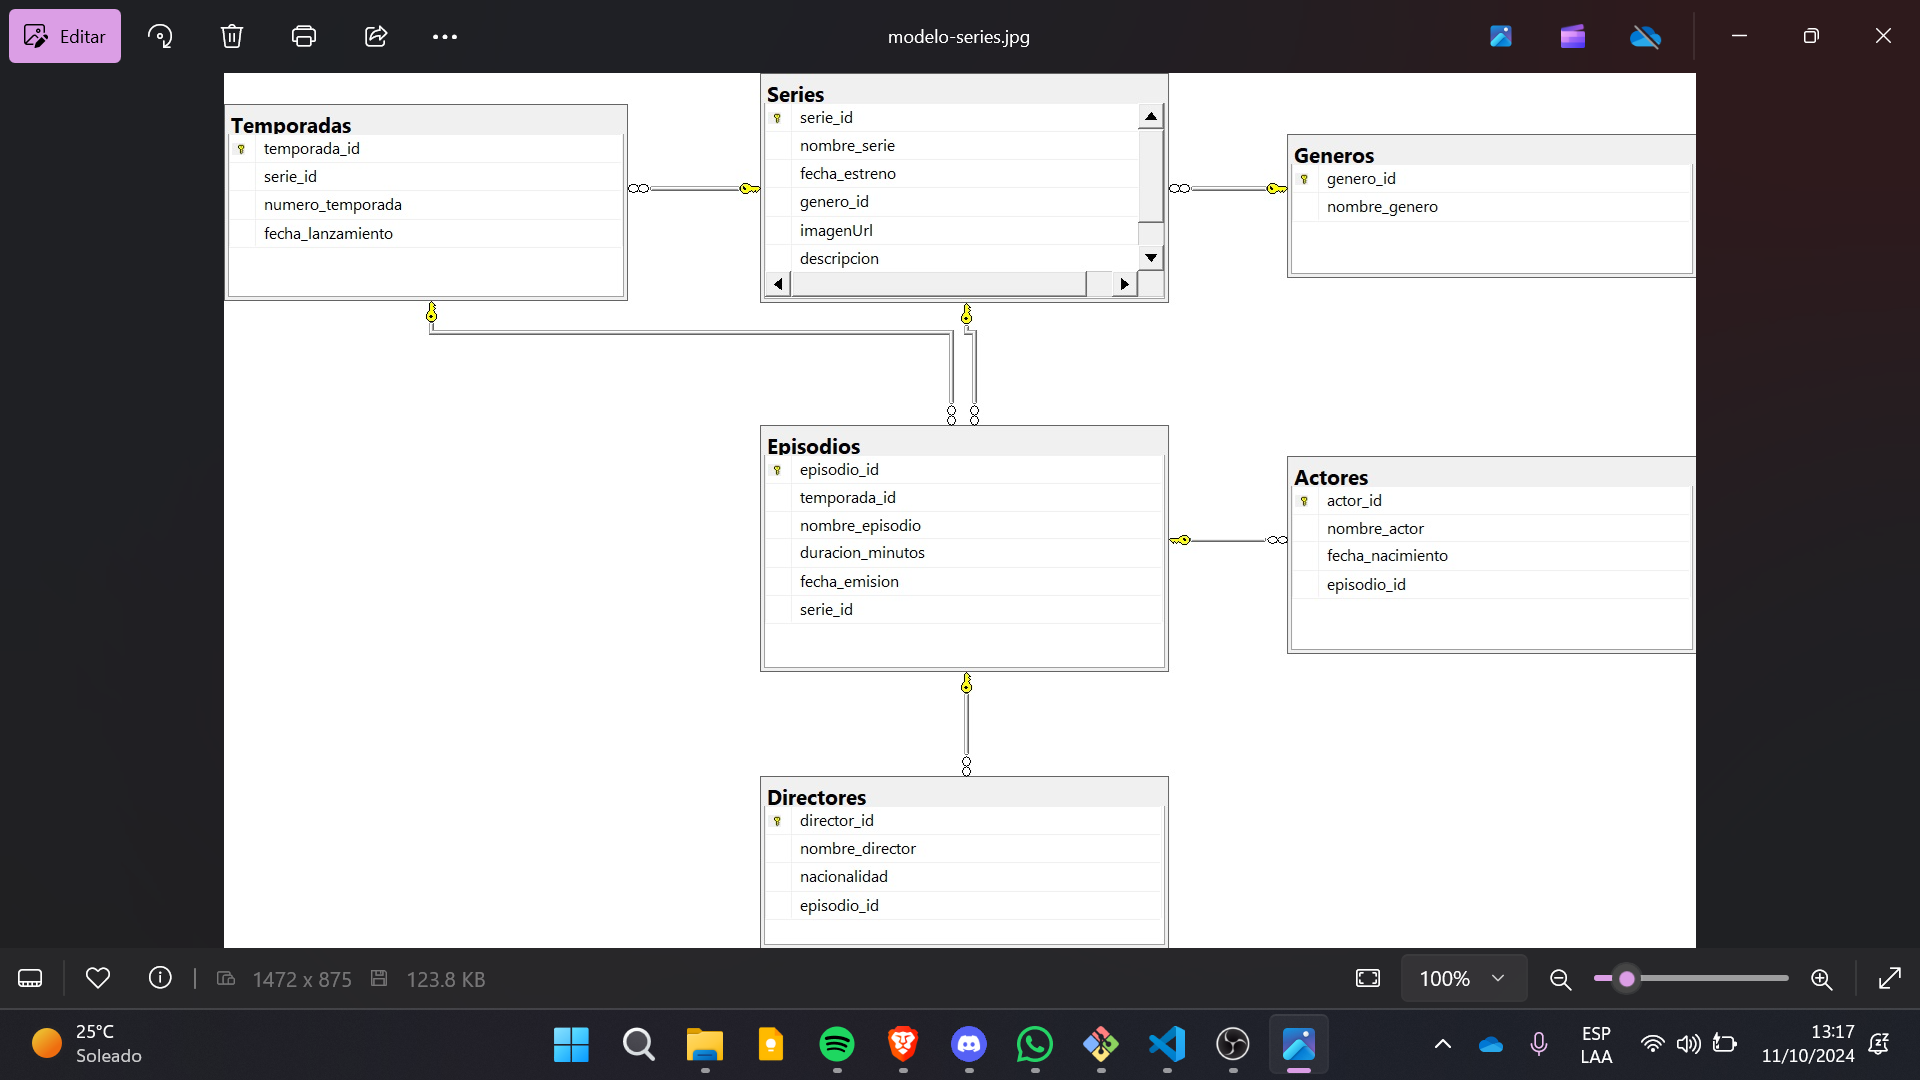 Editar
modelo-series.jpg
Temporadas
temporada_id
serie_id
numero_temporada
fecha_lanzamiento
Series
serie_id
nombre_serie
fecha_estreno
genero_id
imagenUrl
descripcion
Generos
genero_id
nombre_genero
Episodios
episodio_id
temporada_id
nombre_episodio
duracion_minutos
fecha_emision
serie_id
Actores
actor_id
nombre_actor
fecha_nacimiento
episodio_id
Directores
director_id
nombre_director
nacionalidad
episodio_id
1472 x 875
123.8 KB
100%
25°C
Soleado
ESP
LAA
13:17
11/10/2024